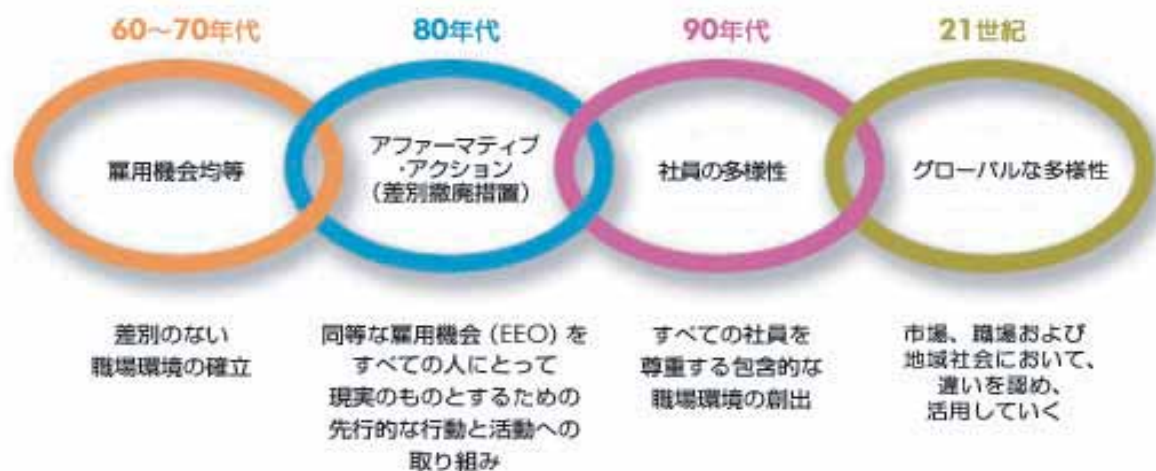 60～70年代
80年代
90年代
21世紀
雇用機会均等
アファーマティブ
・アクション
（差別撤廃措置）
社員の多様性
グローバルな多様性
差別のない
職場環境の確立
同等な雇用機会（EEO）を
すべての人にとって
現実のものとするための
先行的な行動と活動への
取り組み
すべての社員を
尊重する包含的な
職場環境の創出
市場、職場および
地域社会において、
違いを認め、
活用していく